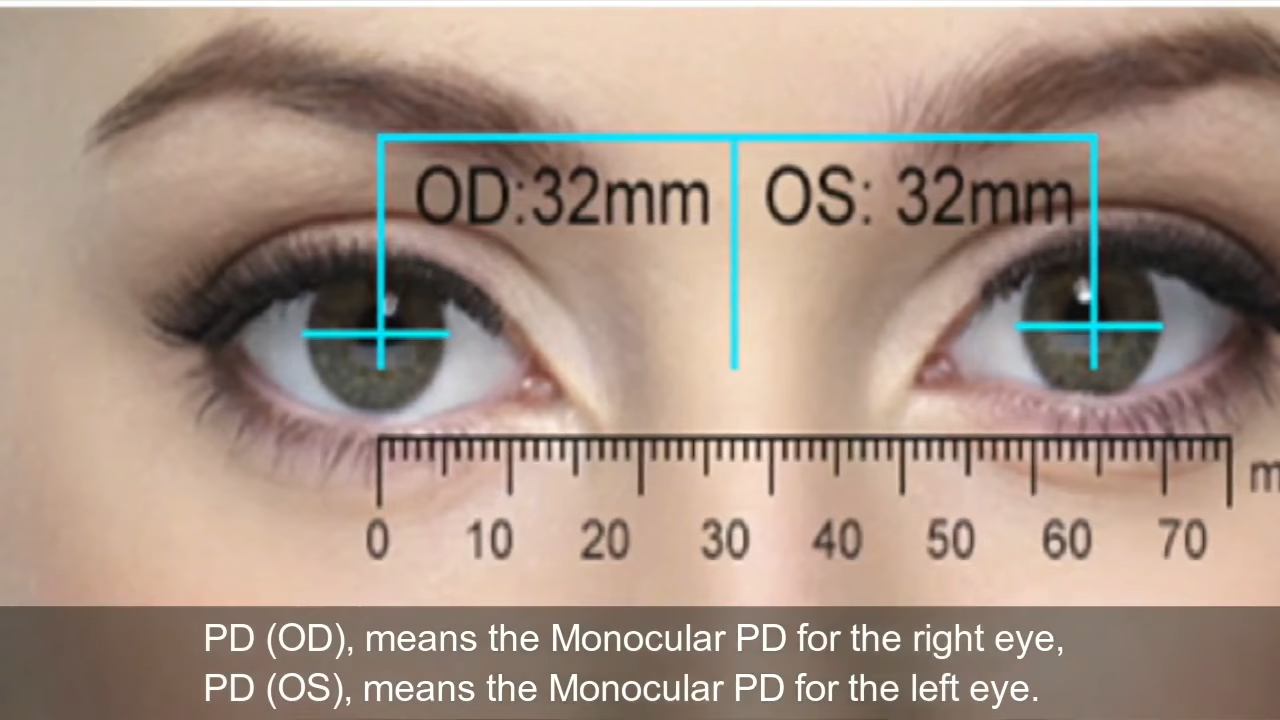 OD:32mm OS: 32mm
m
0 10 20 30 40 50 60 70
PD (OD), means the Monocular PD for the right eye,
PD (OS), means the Monocular PD for the left eye.